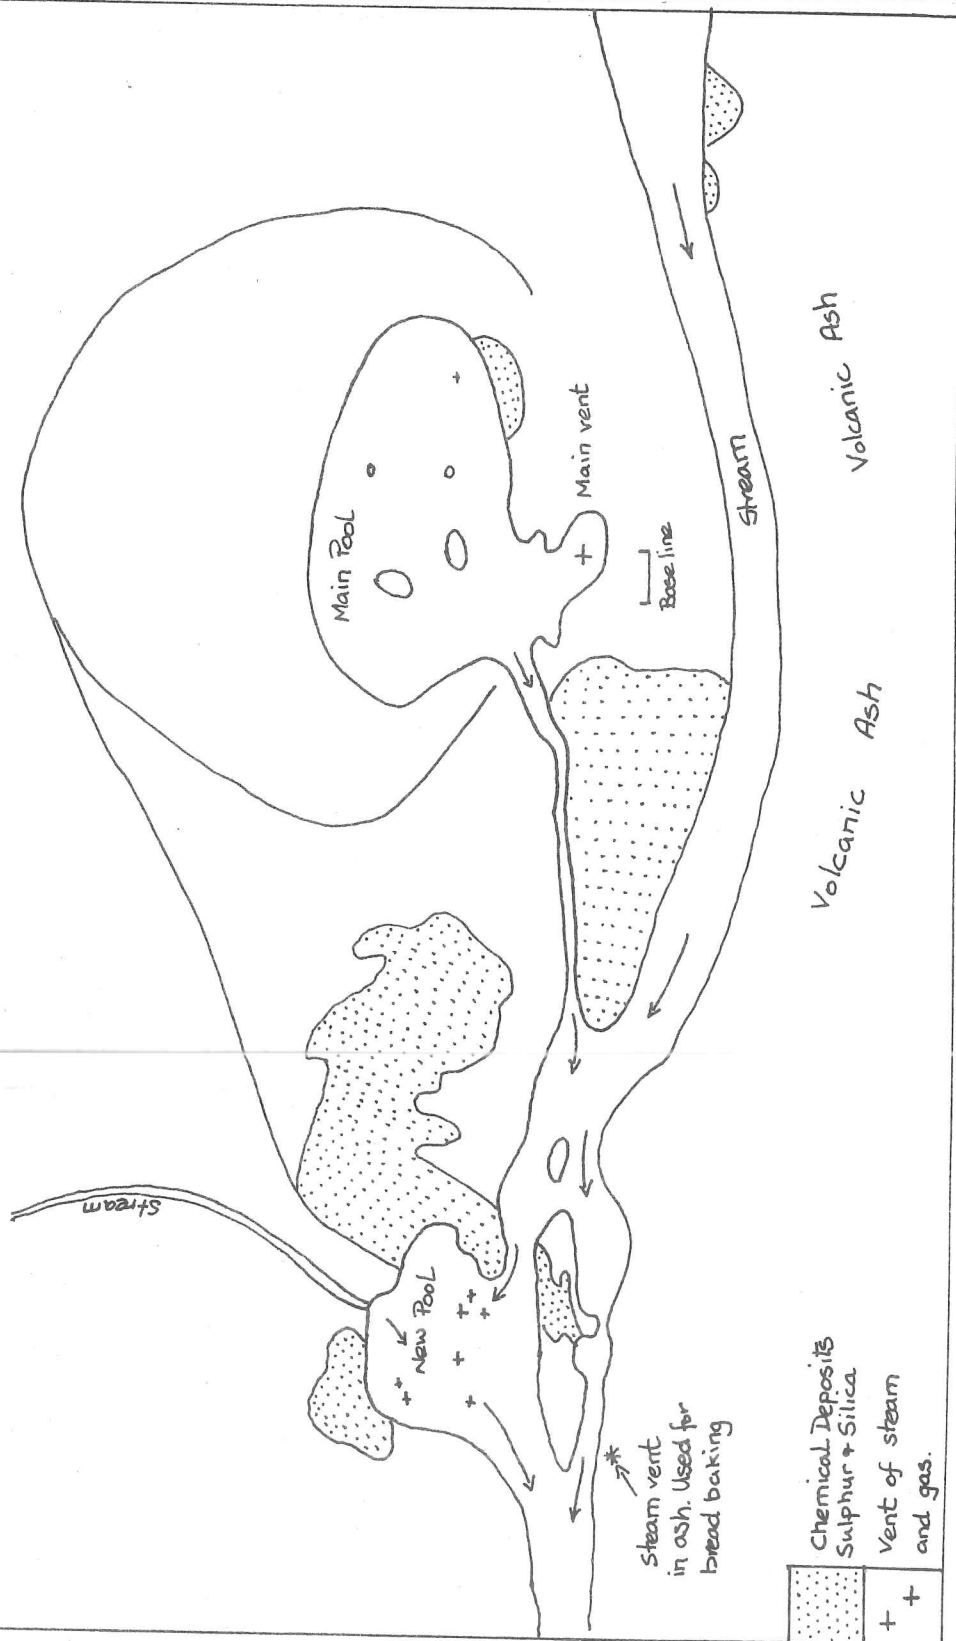 Stream
Main Pool
Main vent
Base line
Stream
Volcanic Ash
Volcanic Ash
New Pool
steam vent
in ash. Used for
bread baking
Chemical Deposits
Sulphur & Silica
Vent of steam
and gas.